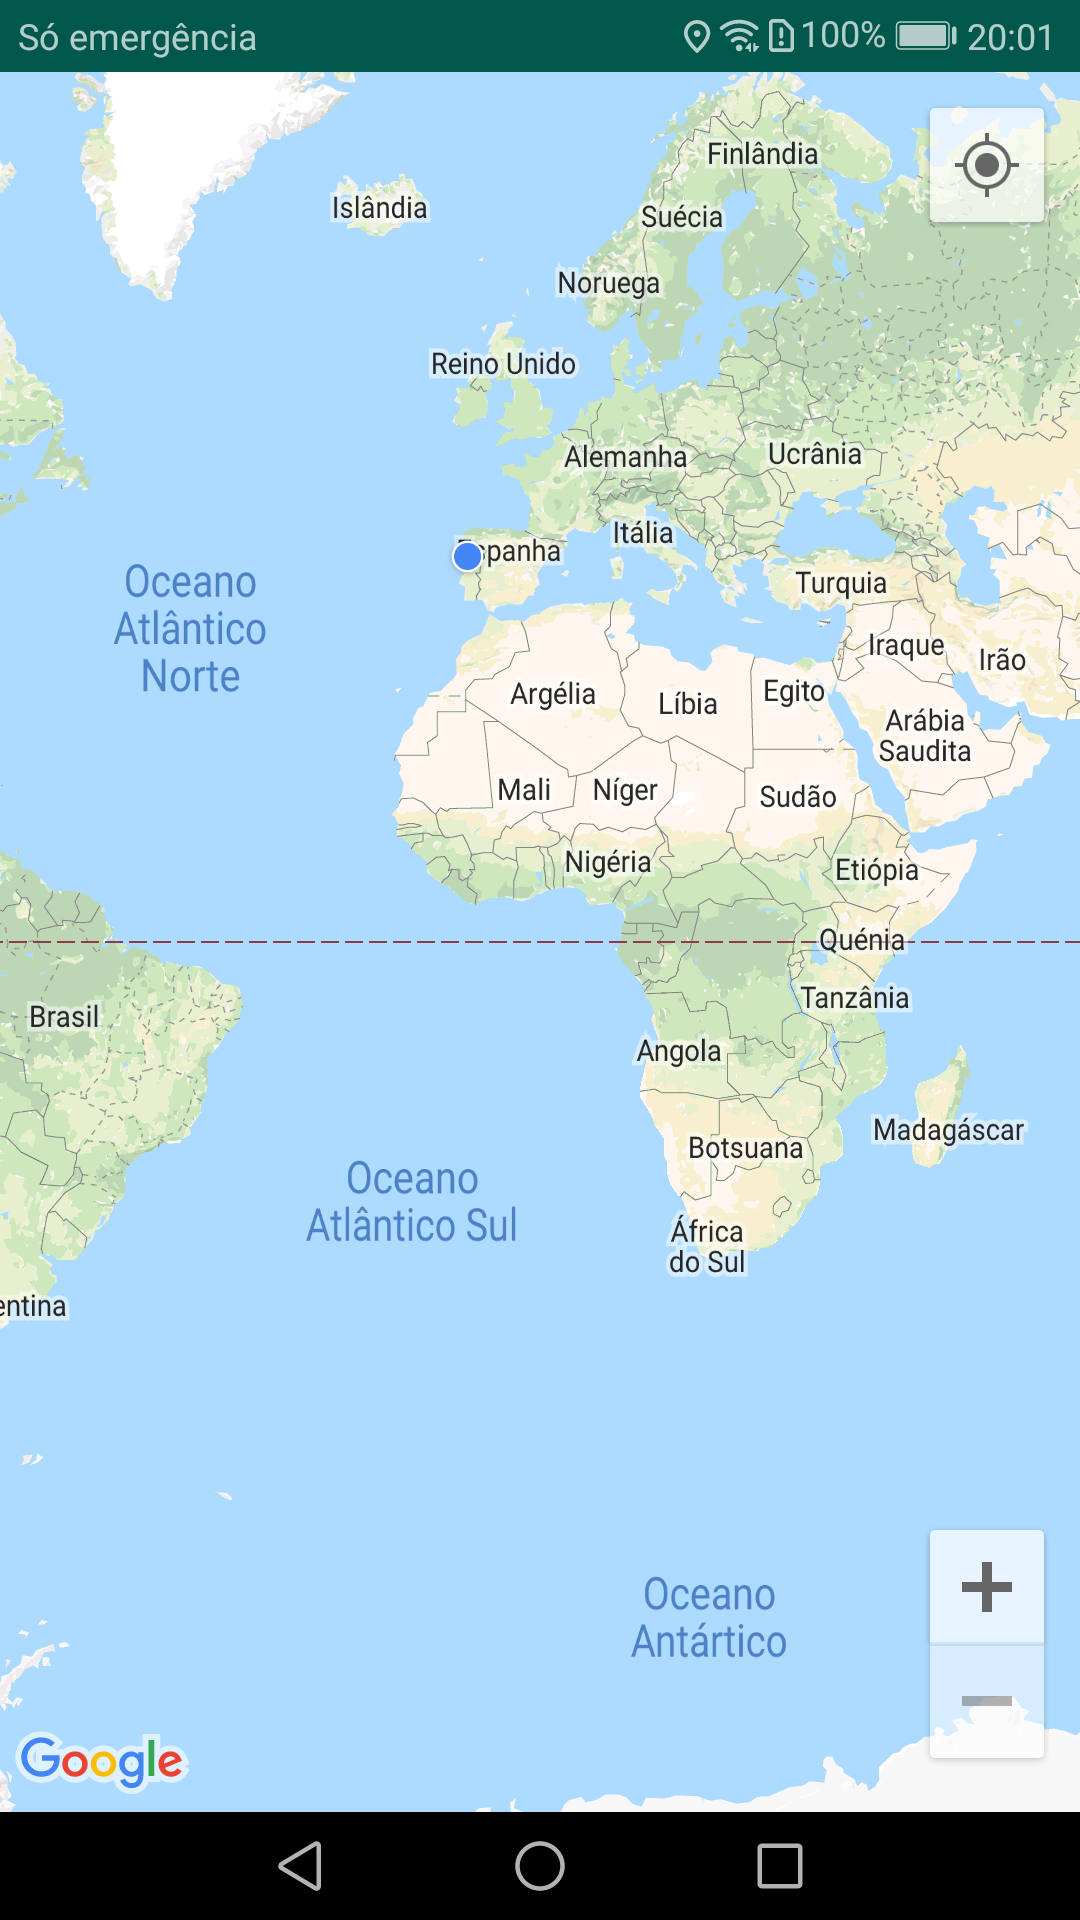 Só emergência
100%
20:01
Finlândia
Islândia
Suécia
Noruega
Reino Unido
Alemanha
Ucrânia
Itália
Espanha
Turquia
Oceano
Atlântico
Norte
Iraque
Irão
Argélia
Líbia
Egito
Arábia
Saudita
Mali
Níger
Sudão
Nigéria
Etiópia
Quénia
Tanzânia
Brasil
Angola
Madagáscar
Botsuana
Oceano
Atlântico Sul
África
do Sul
entina
Oceano
Antártico
Google